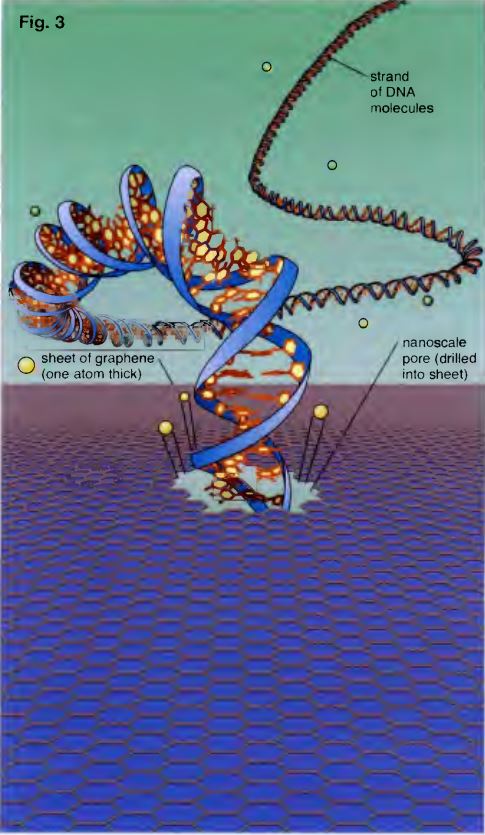 Fig. 3
strand
of DNA
molecules
sheet of graphene
(one atom thick)
nanoscale
pore (drilled
into sheet)